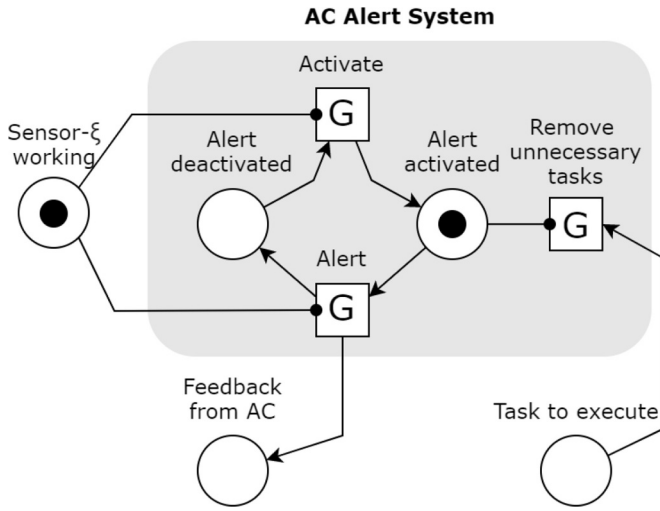 AC Alert System
Activate
G
Sensor-ξ
working
Alert
deactivated
Alert
activated
Remove
unnecessary
tasks
G
Alert
G
Feedback
from AC
Task to execute